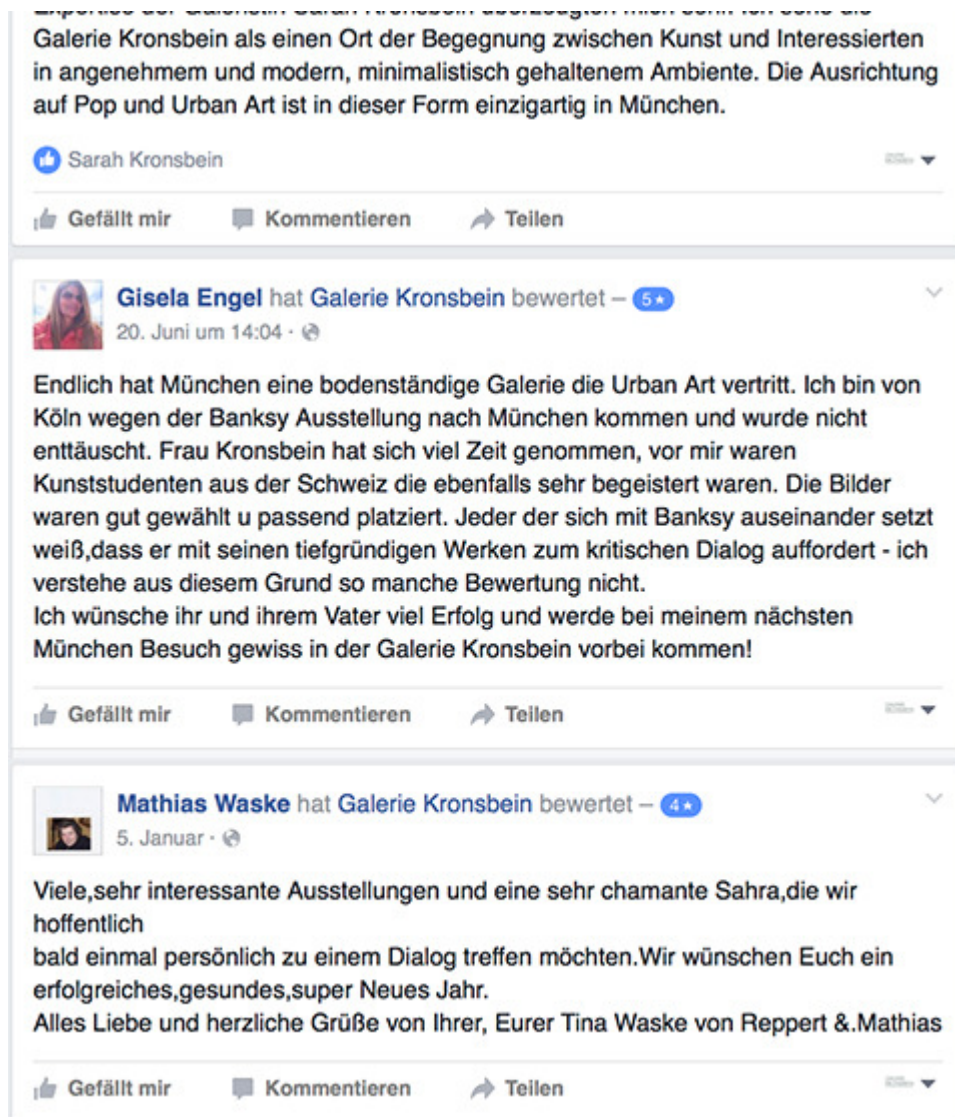 Expertise der Galeristin Sarah Kronsbein überzeugten mich sehr. Ich sehe die
Galerie Kronsbein als einen Ort der Begegnung zwischen Kunst und Interessierten
in angenehmem und modern, minimalistisch gehaltenem Ambiente. Die Ausrichtung
auf Pop und Urban Art ist in dieser Form einzigartig in München.
Sarah Kronsbein
Gefällt mir Kommentieren Teilen
Gisela Engel hat Galerie Kronsbein bewertet – 5★
20. Juni um 14:04 ·
Endlich hat München eine bodenständige Galerie die Urban Art vertritt. Ich bin von
Köln wegen der Banksy Ausstellung nach München kommen und wurde nicht
enttäuscht. Frau Kronsbein hat sich viel Zeit genommen, vor mir waren
Kunststudenten aus der Schweiz die ebenfalls sehr begeistert waren. Die Bilder
waren gut gewählt u passend platziert. Jeder der sich mit Banksy auseinander setzt
weiß,dass er mit seinen tiefgründigen Werken zum kritischen Dialog auffordert - ich
verstehe aus diesem Grund so manche Bewertung nicht.
Ich wünsche ihr und ihrem Vater viel Erfolg und werde bei meinem nächsten
München Besuch gewiss in der Galerie Kronsbein vorbei kommen!
Gefällt mir Kommentieren Teilen
Mathias Waske hat Galerie Kronsbein bewertet – 4★
5. Januar ·
Viele,sehr interessante Ausstellungen und eine sehr chamante Sahra,die wir
hoffentlich
bald einmal persönlich zu einem Dialog treffen möchten.Wir wünschen Euch ein
erfolgreiches,gesundes,super Neues Jahr.
Alles Liebe und herzliche Grüße von Ihrer, Eurer Tina Waske von Reppert &.Mathias
Gefällt mir Kommentieren Teilen